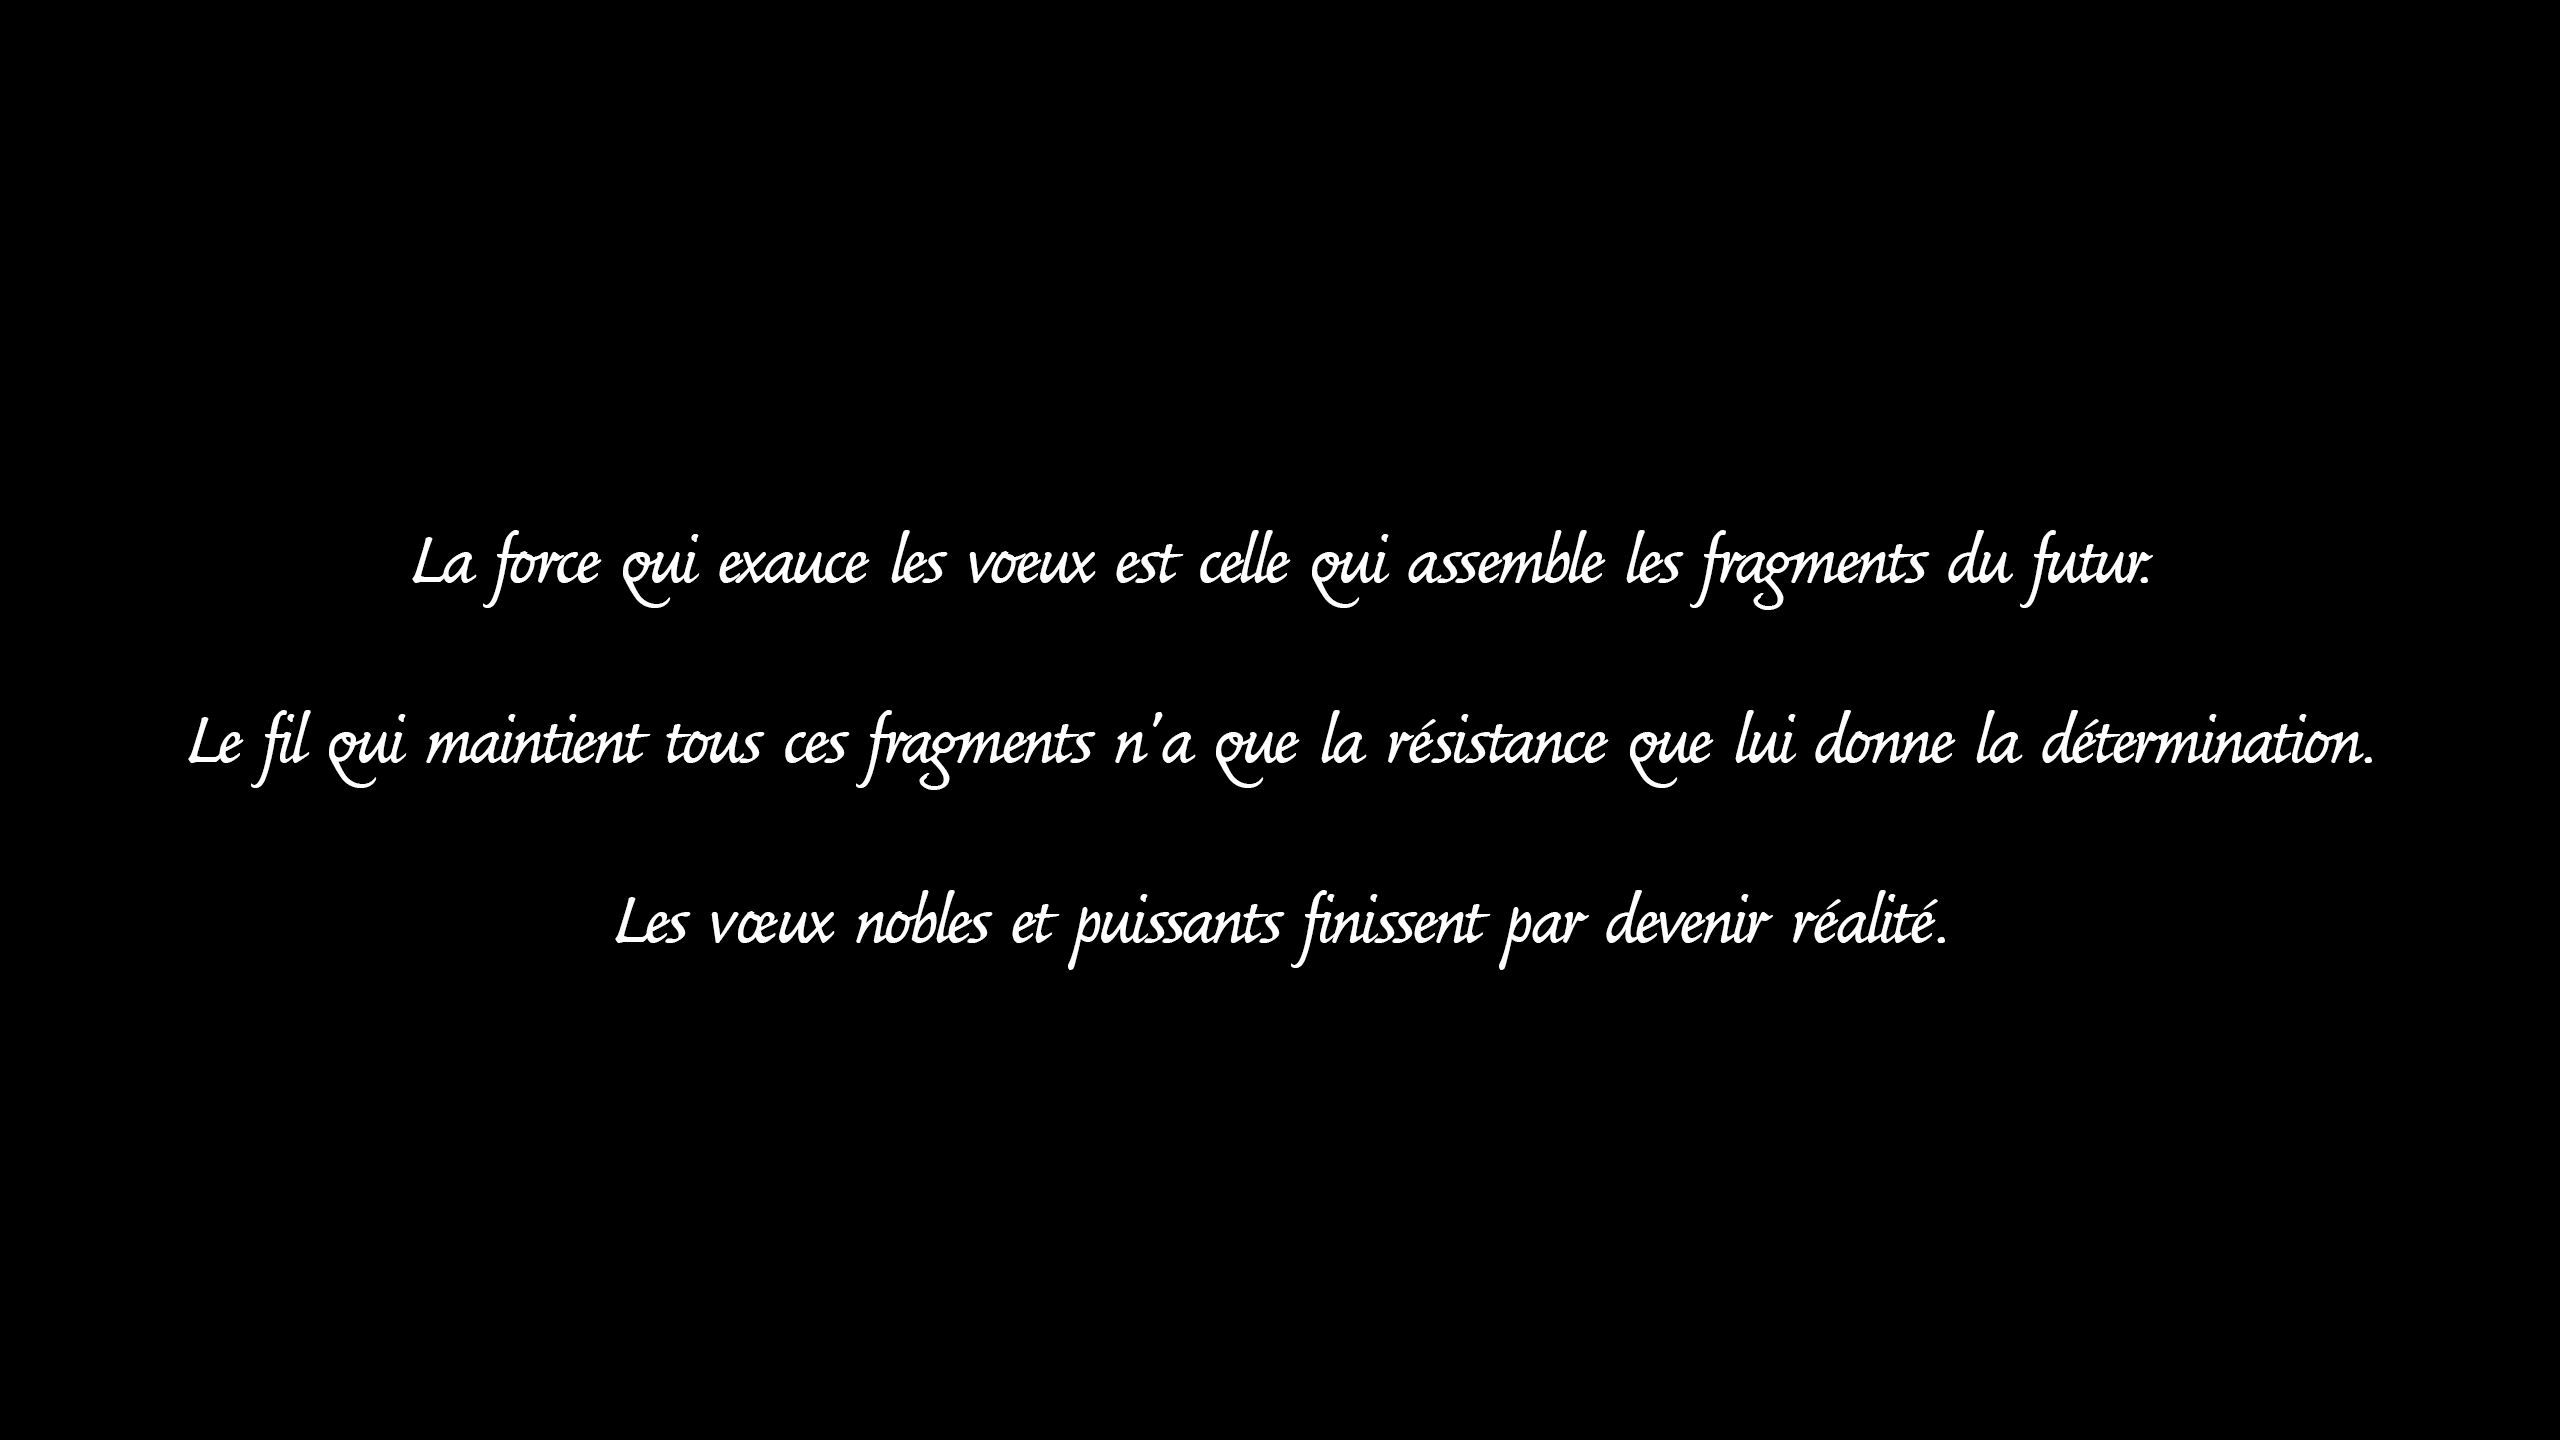 La force qui exauce les voeux est celle qui assemble les fragments du futur.
Le fil qui maintient tous ces fragments n'a que la résistance que lui donne la détermination.
Les vœux nobles et puissants finissent par devenir réalité.